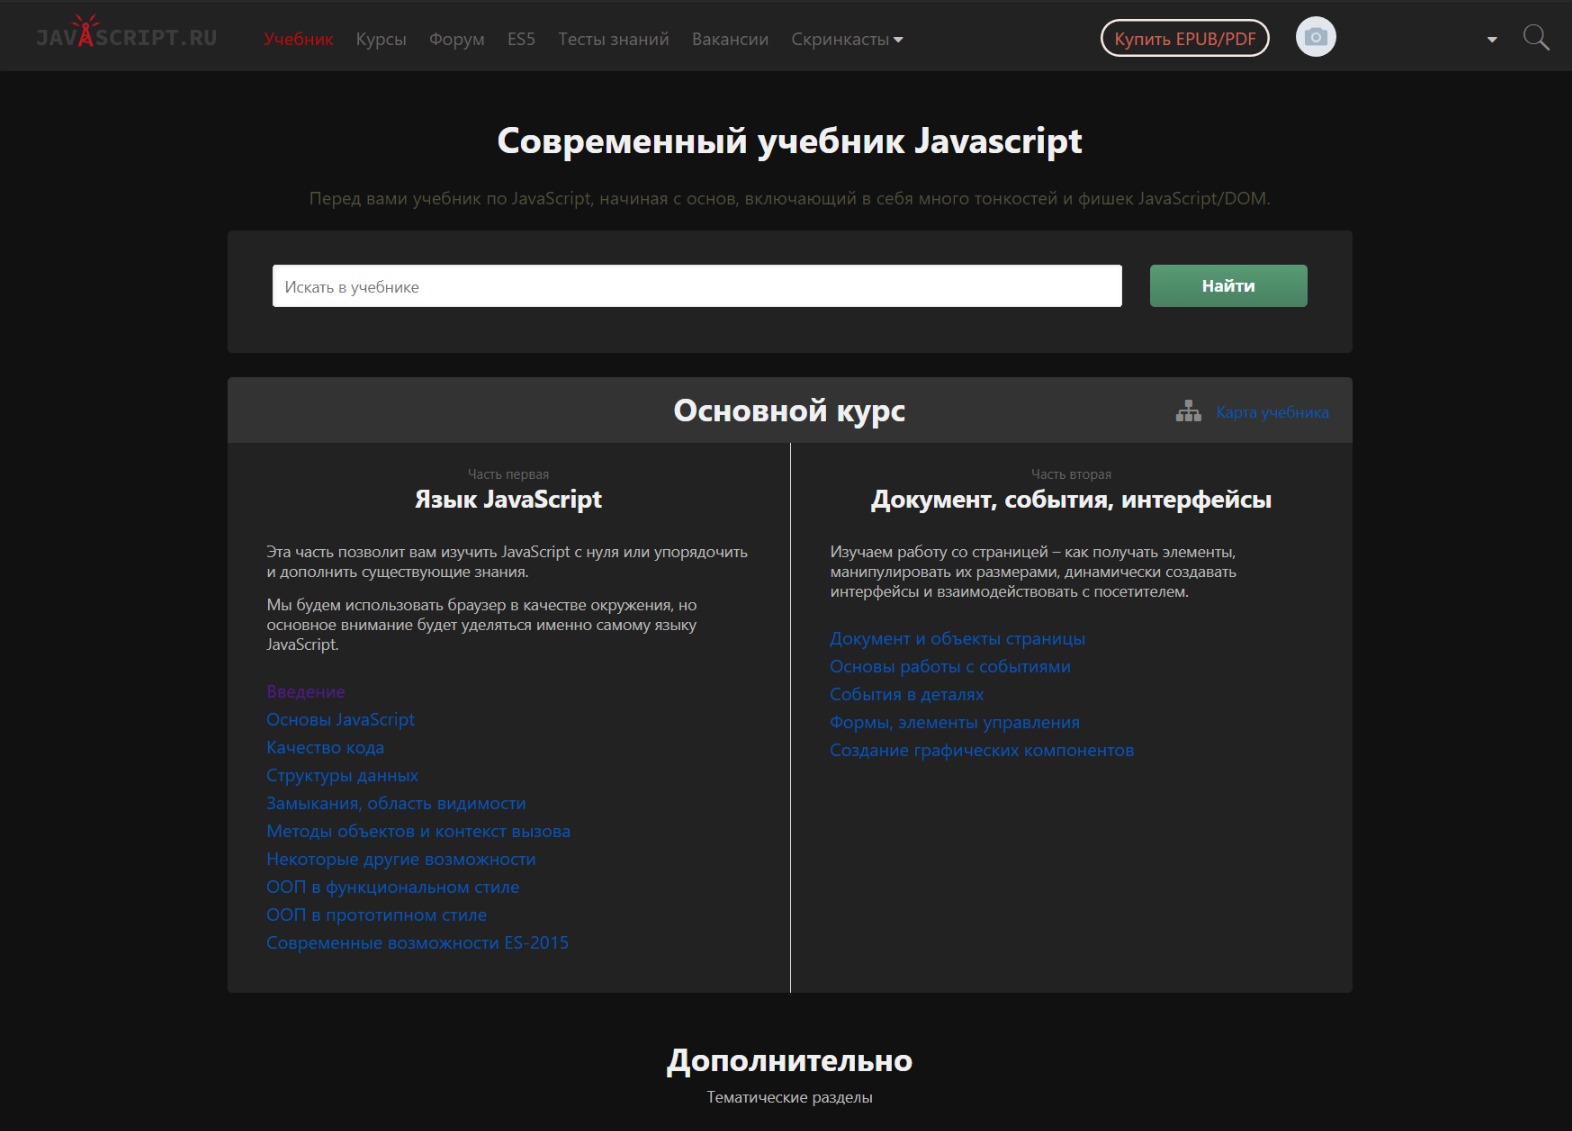 JAVASCRIPT.RU
Учебник Курсы Форум ES5 Тесты знаний Вакансии Скринкасты
Купить EPUB/PDF
Современный учебник Javascript
Перед вами учебник по JavaScript, начиная с основ, включающий в себя много тонкостей и фишек JavaScript/DOM.
Искать в учебнике
Найти
Основной курс
Карта учебника
Часть первая
Язык JavaScript
Эта часть позволит вам изучить JavaScript с нуля или упорядочить
и дополнить существующие знания.
Мы будем использовать браузер в качестве окружения, но
основное внимание будет уделяться именно самому языку
JavaScript.
Введение
Основы JavaScript
Качество кода
Структуры данных
Замыкания, область видимости
Методы объектов и контекст вызова
Некоторые другие возможности
ООП в функциональном стиле
ООП в прототипном стиле
Современные возможности ES-2015
Часть вторая
Документ, события, интерфейсы
Изучаем работу со страницей – как получать элементы,
манипулировать их размерами, динамически создавать
интерфейсы и взаимодействовать с посетителем.
Документ и объекты страницы
Основы работы с событиями
События в деталях
Формы, элементы управления
Создание графических компонентов
Дополнительно
Тематические разделы